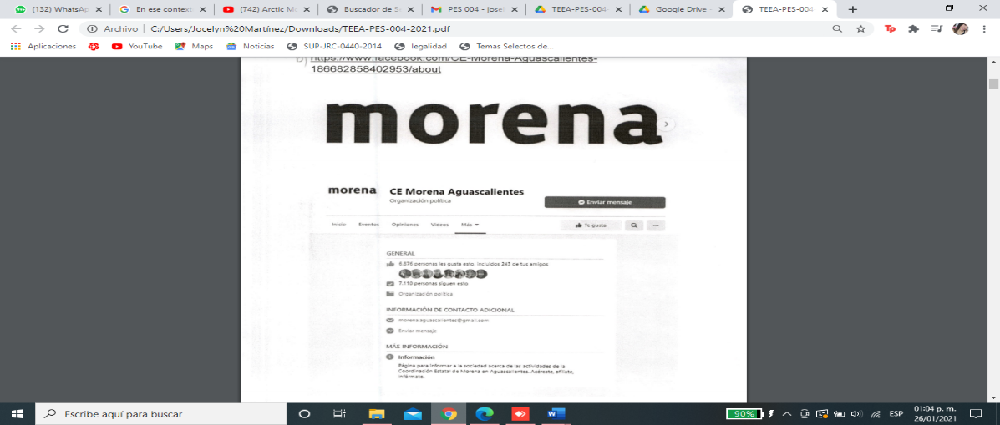 (132) WhatsAp
En ese context
(742) Arctic M
Buscador de S
PES 004 - josel
TEEA-PES-004
Google Drive -
TEEA-PES-004
Archivo | C:/Users/Jocelyn%20Martínez/Downloads/TEEA-PES-004-2021.pdf
Aplicaciones YouTube Maps Noticias SUP-JRC-0440-2014 legalidad Temas Selectos de...
b) https://www.facebook.com/CE-Morena-Aguascalientes-
186682858402953/about
morena
morena CE Morena Aguascalientes
Organización política
Enviar mensaje
Inicio Eventos Opiniones Videos Más
Te gusta
GENERAL
6.876 personas les gusta esto, incluidos 243 de tus amigos
7.110 personas siguen esto
Organización política
INFORMACIÓN DE CONTACTO ADICIONAL
morena.aguascalientes@gmail.com
Enviar mensaje
MÁS INFORMACIÓN
Información
Página para informar a la sociedad acerca de las actividades de la
Coordinación Estatal de Morena en Aguascalientes. Acércate, afíliate,
infórmate.
Escribe aquí para buscar
90%
ESP
01:04 p. m.
26/01/2021